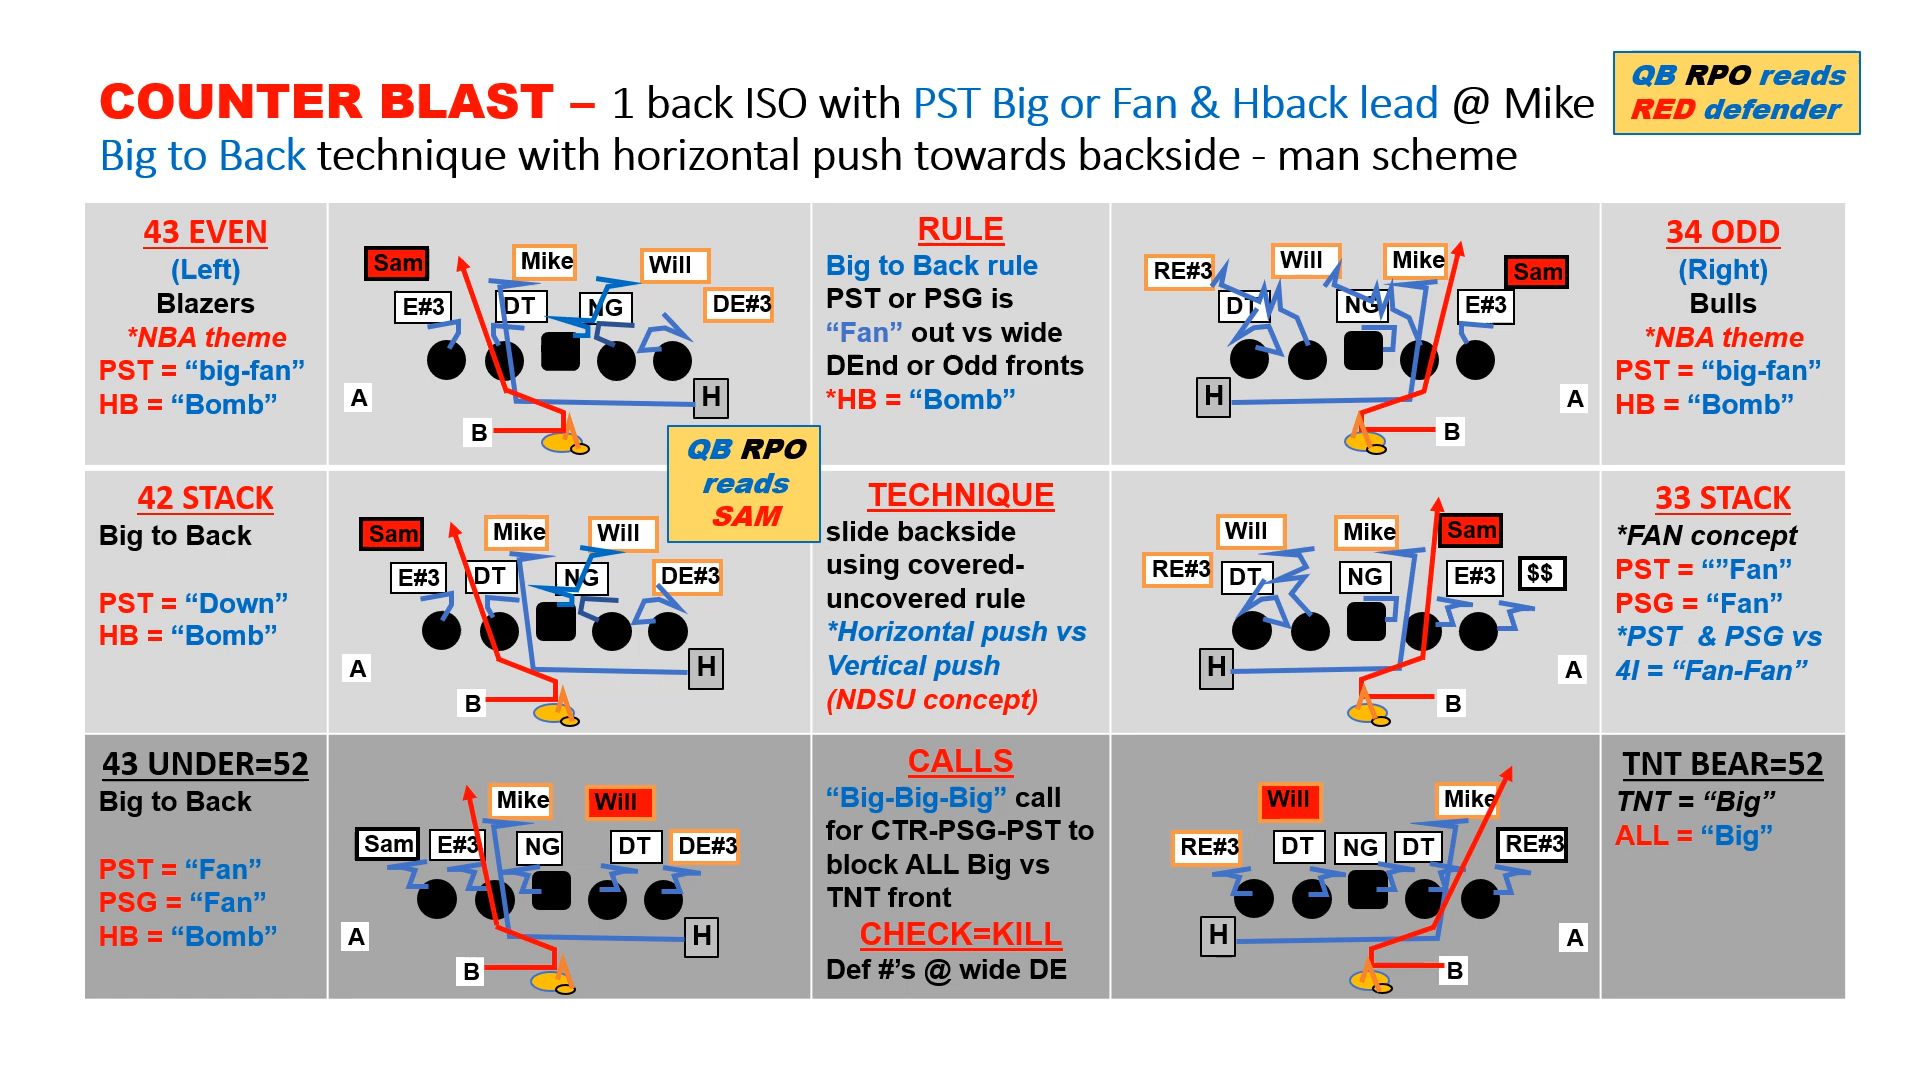 COUNTER BLAST – 1 back ISO with PST Big or Fan & Hback lead @ Mike
Big to Back technique with horizontal push towards backside - man scheme
QB RPO reads
RED defender
43 EVEN
(Left)
Blazers
*NBA theme
PST = “big-fan”
HB = “Bomb”
Sam
Mike
Will
E#3
DT
NG
DE#3
A
H
B
RULE
Big to Back rule
PST or PSG is
“Fan” out vs wide
DEnd or Odd fronts
*HB = “Bomb”
RE#3
Will
Mike
Sam
DT
NG
E#3
H
A
B
34 ODD
(Right)
Bulls
*NBA theme
PST = “big-fan”
HB = “Bomb”
42 STACK
Big to Back
PST = “Down”
HB = “Bomb”
Sam
Mike
Will
E#3
DT
NG
DE#3
A
H
B
QB RPO
reads
SAM
TECHNIQUE
slide backside
using covered-
uncovered rule
*Horizontal push vs
Vertical push
(NDSU concept)
Will
Mike
Sam
RE#3
DT
NG
E#3
$$
H
A
B
33 STACK
*FAN concept
PST = “”Fan”
PSG = “Fan”
*PST & PSG vs
4I = “Fan-Fan”
43 UNDER=52
Big to Back
PST = “Fan”
PSG = “Fan”
HB = “Bomb”
Mike
Will
Sam
E#3
NG
DT
DE#3
A
H
B
CALLS
“Big-Big-Big” call
for CTR-PSG-PST to
block ALL Big vs
TNT front
CHECK=KILL
Def #’s @ wide DE
Will
Mike
RE#3
DT
NG
DT
RE#3
H
A
B
TNT BEAR=52
TNT = “Big”
ALL = “Big”